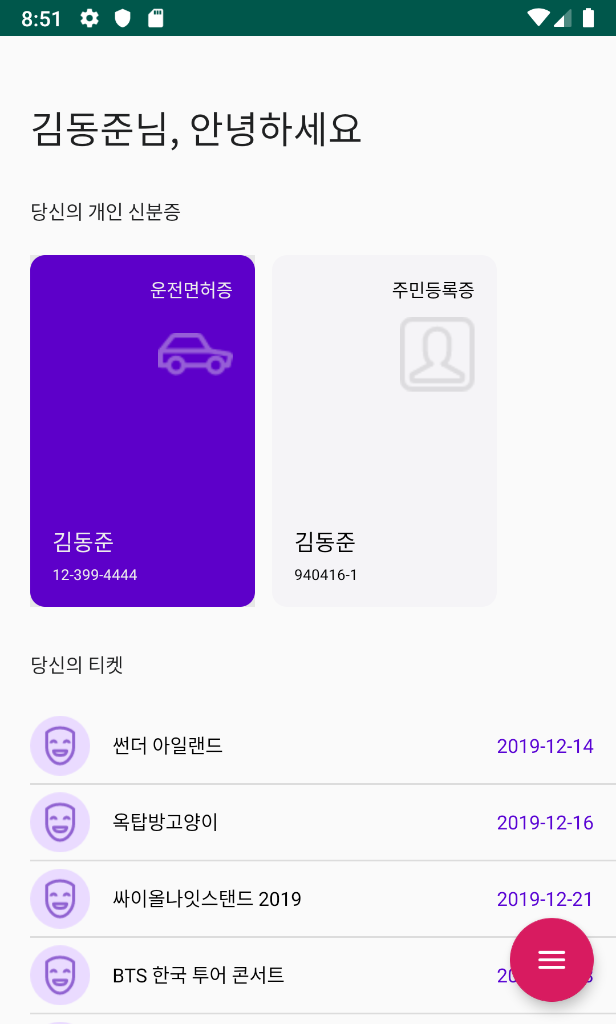 8:51
김동준님, 안녕하세요
당신의 개인 신분증
운전면허증
김동준
12-399-4444
주민등록증
김동준
940416-1
당신의 티켓
썬더 아일랜드 2019-12-14
옥탑방고양이 2019-12-16
싸이올나잇스탠드 2019 2019-12-21
BTS 한국 투어 콘서트